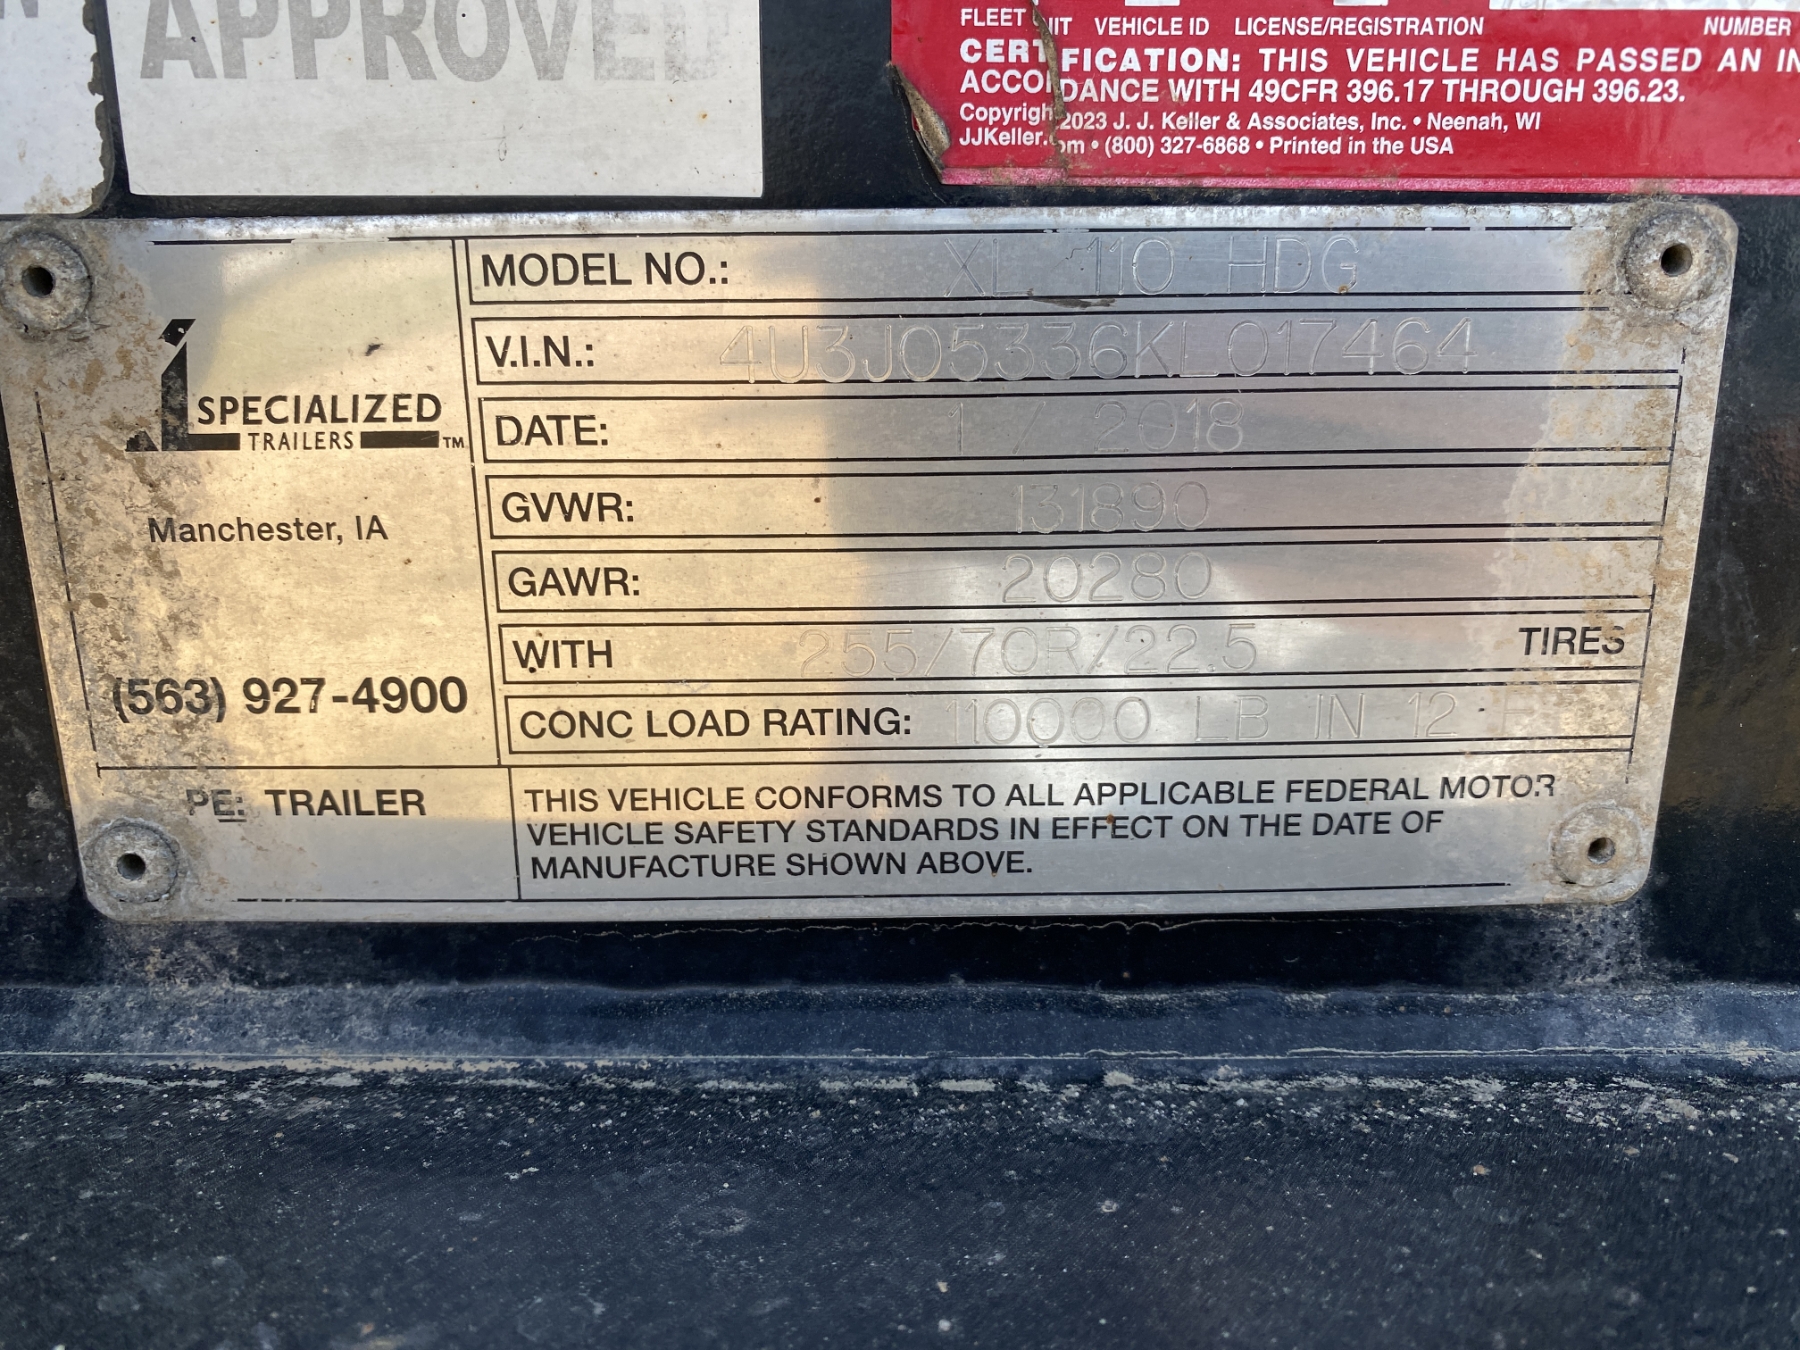 APPROVED
FLEET UNIT VEHICLE ID LICENSE/REGISTRATION NUMBER
CERTIFICATION: THIS VEHICLE HAS PASSED AN IN
ACCORDANCE WITH 49CFR 396.17 THROUGH 396.23.
Copyright 2023 J. J. Keller & Associates, Inc. • Neenah, WI
JJKeller.com • (800) 327-6868 • Printed in the USA
SPECIALIZED
TRAILERS TM
Manchester, IA
(563) 927-4900
MODEL NO.: XL 110 HDG
V.I.N.: 4U3J05336KL017464
DATE: 1 / 2018
GVWR: 131890
GAWR: 20280
WITH 255/70R/22.5 TIRES
CONC LOAD RATING: 110000 LB IN 12
PE: TRAILER
THIS VEHICLE CONFORMS TO ALL APPLICABLE FEDERAL MOTOR
VEHICLE SAFETY STANDARDS IN EFFECT ON THE DATE OF
MANUFACTURE SHOWN ABOVE.